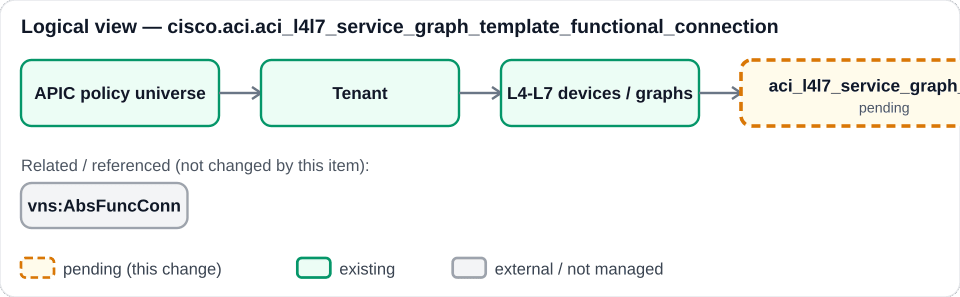 Logical view — cisco.aci.aci_l4l7_service_graph_template_functional_connection
APIC policy universe
Tenant
L4-L7 devices / graphs
aci_l4l7_service_graph_
pending
Related / referenced (not changed by this item):
vns:AbsFuncConn
pending (this change)
existing
external / not managed